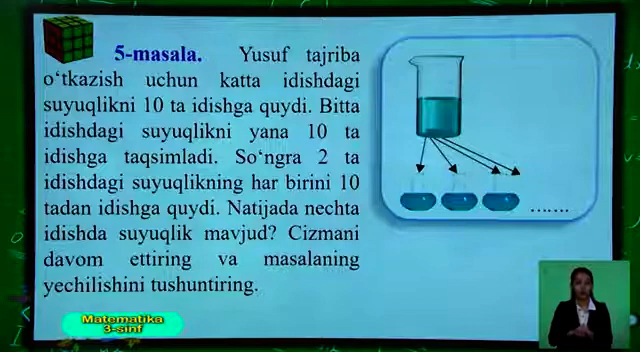 5-masala. Yusuf tajriba
o‘tkazish uchun katta idishdagi
suyuqlikni 10 ta idishga quydi. Bitta
idishdagi suyuqlikni yana 10 ta
idishga taqsimladi. So‘ngra 2 ta
idishdagi suyuqlikning har birini 10
tadan idishga quydi. Natijada nechta
idishda suyuqlik mavjud? Cizmani
davom ettiring va masalaning
yechilishini tushuntiring.
.......
Matematika
3-sinf